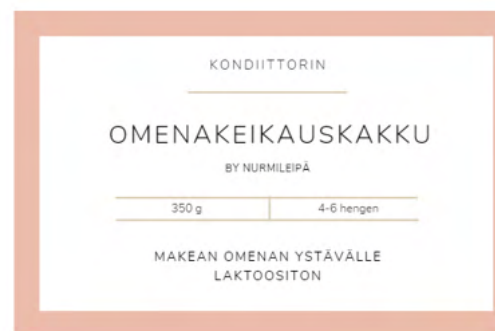 KONDIITTORIN
OMENAKEIKAUSKAKKU
BY NURMILEIPÄ
350 g 4-6 hengen
MAKEAN OMENAN YSTÄVÄLLE
LAKTOOSITON